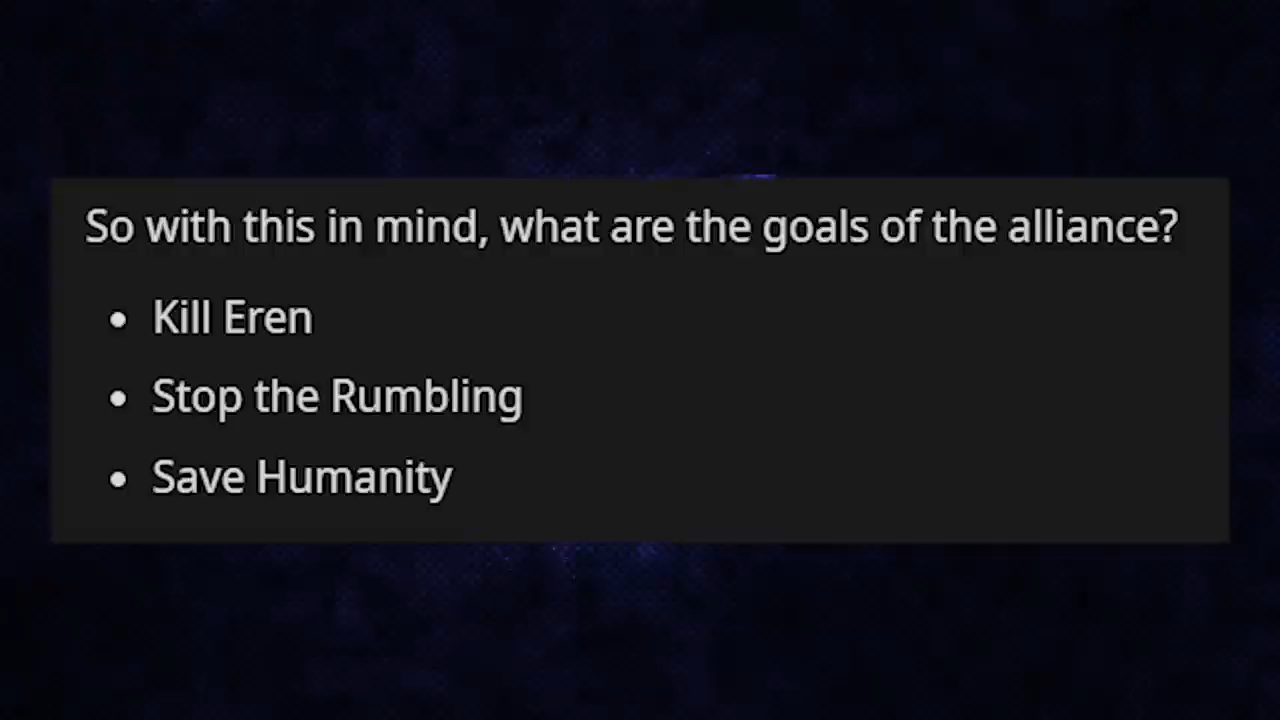 So with this in mind, what are the goals of the alliance?
• Kill Eren
• Stop the Rumbling
• Save Humanity